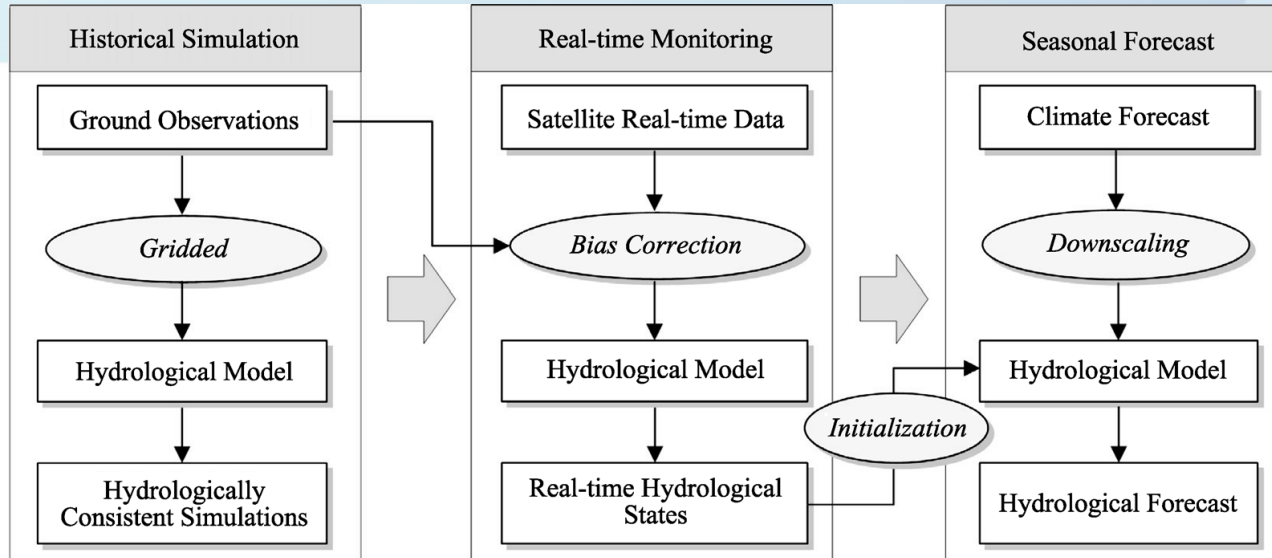 Historical Simulation
Ground Observations
Gridded
Hydrological Model
Hydrologically
Consistent Simulations
Real-time Monitoring
Satellite Real-time Data
Bias Correction
Hydrological Model
Real-time Hydrological
States
Initialization
Seasonal Forecast
Climate Forecast
Downscaling
Hydrological Model
Hydrological Forecast